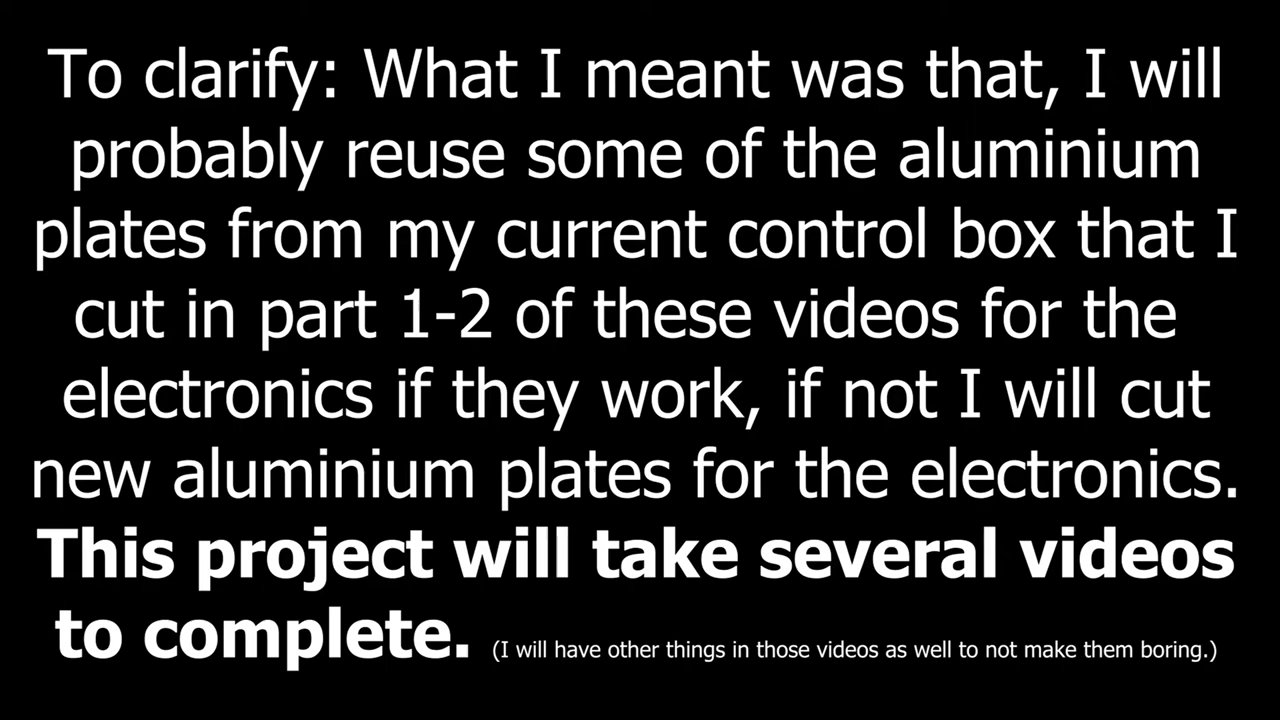 To clarify: What I meant was that, I will
probably reuse some of the aluminium
plates from my current control box that I
cut in part 1-2 of these videos for the
electronics if they work, if not I will cut
new aluminium plates for the electronics.
This project will take several videos
to complete. (I will have other things in those videos as well to not make them boring.)